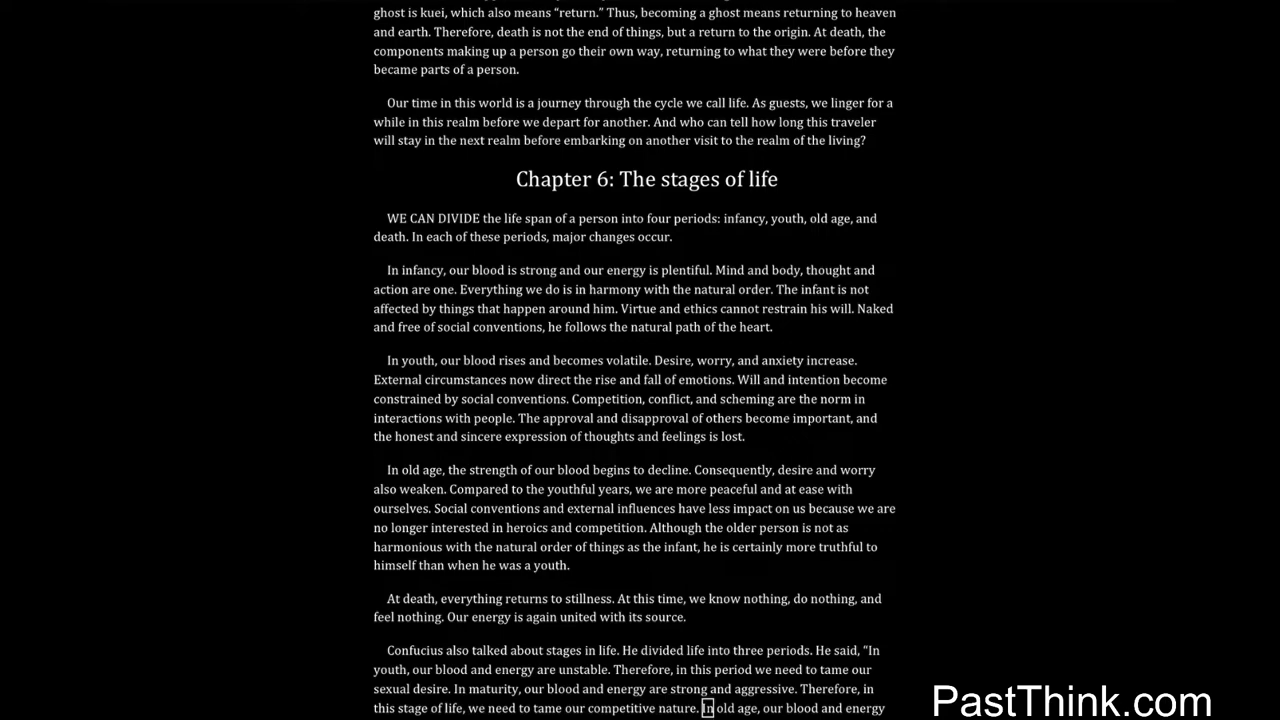 ghost is kuei, which also means “return.” Thus, becoming a ghost means returning to heaven
and earth. Therefore, death is not the end of things, but a return to the origin. At death, the
components making up a person go their own way, returning to what they were before they
became parts of a person.
Our time in this world is a journey through the cycle we call life. As guests, we linger for a
while in this realm before we depart for another. And who can tell how long this traveler
will stay in the next realm before embarking on another visit to the realm of the living?
Chapter 6: The stages of life
WE CAN DIVIDE the life span of a person into four periods: infancy, youth, old age, and
death. In each of these periods, major changes occur.
In infancy, our blood is strong and our energy is plentiful. Mind and body, thought and
action are one. Everything we do is in harmony with the natural order. The infant is not
affected by things that happen around him. Virtue and ethics cannot restrain his will. Naked
and free of social conventions, he follows the natural path of the heart.
In youth, our blood rises and becomes volatile. Desire, worry, and anxiety increase.
External circumstances now direct the rise and fall of emotions. Will and intention become
constrained by social conventions. Competition, conflict, and scheming are the norm in
interactions with people. The approval and disapproval of others become important, and
the honest and sincere expression of thoughts and feelings is lost.
In old age, the strength of our blood begins to decline. Consequently, desire and worry
also weaken. Compared to the youthful years, we are more peaceful and at ease with
ourselves. Social conventions and external influences have less impact on us because we are
no longer interested in heroics and competition. Although the older person is not as
harmonious with the natural order of things as the infant, he is certainly more truthful to
himself than when he was a youth.
At death, everything returns to stillness. At this time, we know nothing, do nothing, and
feel nothing. Our energy is again united with its source.
Confucius also talked about stages in life. He divided life into three periods. He said, “In
youth, our blood and energy are unstable. Therefore, in this period we need to tame our
sexual desire. In maturity, our blood and energy are strong and aggressive. Therefore, in
this stage of life, we need to tame our competitive nature. In old age, our blood and energy
PastThink.com